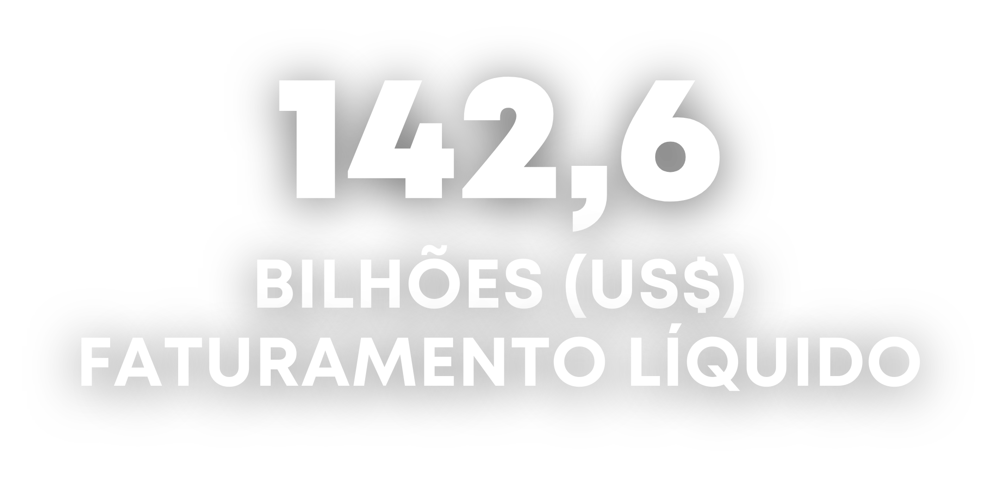 142,6
BILHÕES (US$)
FATURAMENTO LÍQUIDO